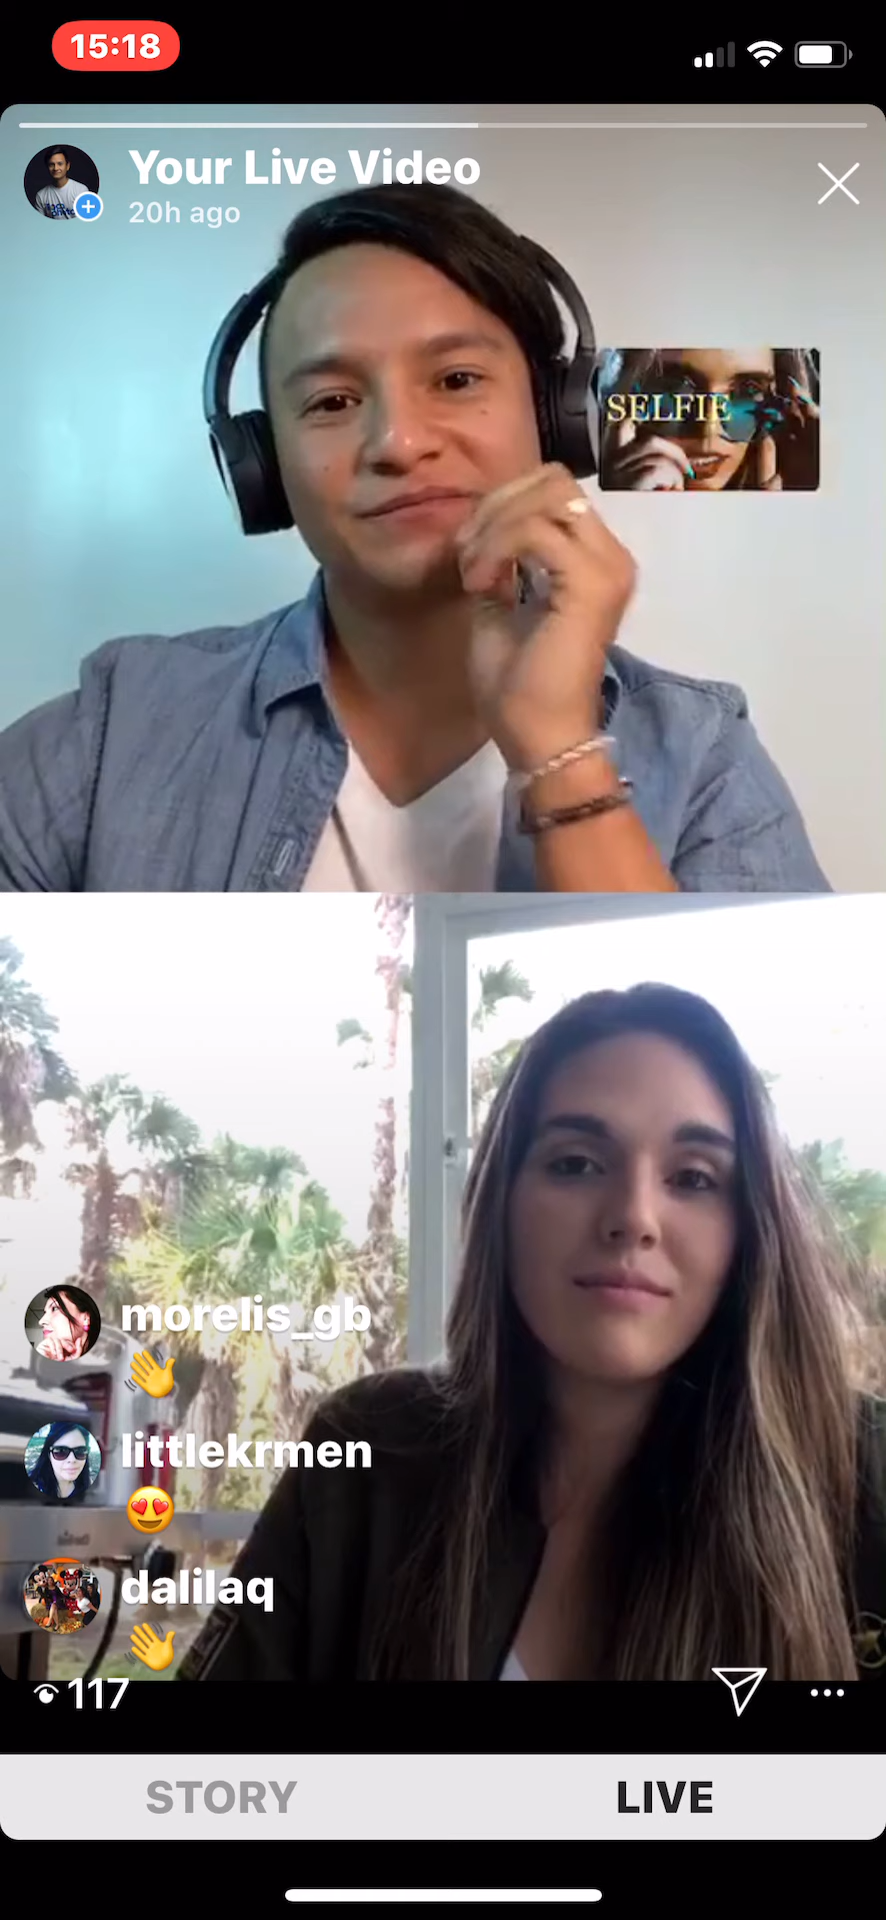 15:18
Your Live Video
20h ago
SELFIE
morelis_gb
👋
littlekrmen
😍
dalilaq
👋
117
STORY
LIVE